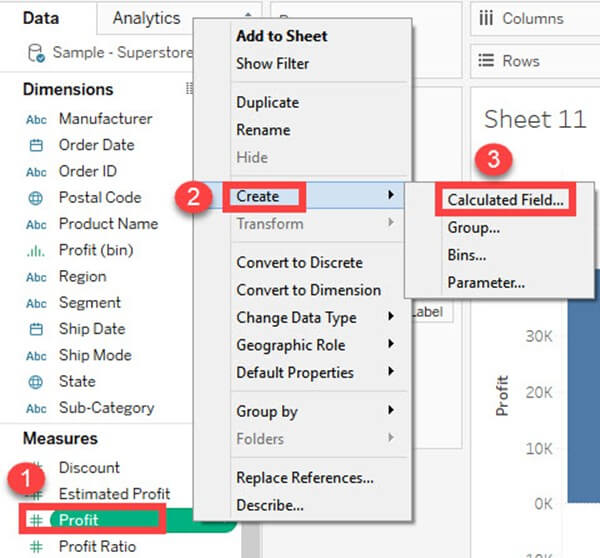 Data
Analytics
Sample - Superstore
Dimensions
Abc Manufacturer
Order Date
Abc Order ID
Postal Code
Abc Product Name
Profit (bin)
Abc Region
Abc Segment
Ship Date
Abc Ship Mode
State
Abc Sub-Category
Measures
1
# Discount
# Estimated Profit
# Profit
# Profit Ratio
Add to Sheet
Show Filter
Duplicate
Rename
Hide
2
Create
Transform
Convert to Discrete
Convert to Dimension
Change Data Type
Geographic Role
Default Properties
Group by
Folders
Replace References...
Describe...
3
Calculated Field...
Group...
Bins...
Parameter...
Label
Columns
Rows
Sheet 11
Profit
30K
20K
10K
0K